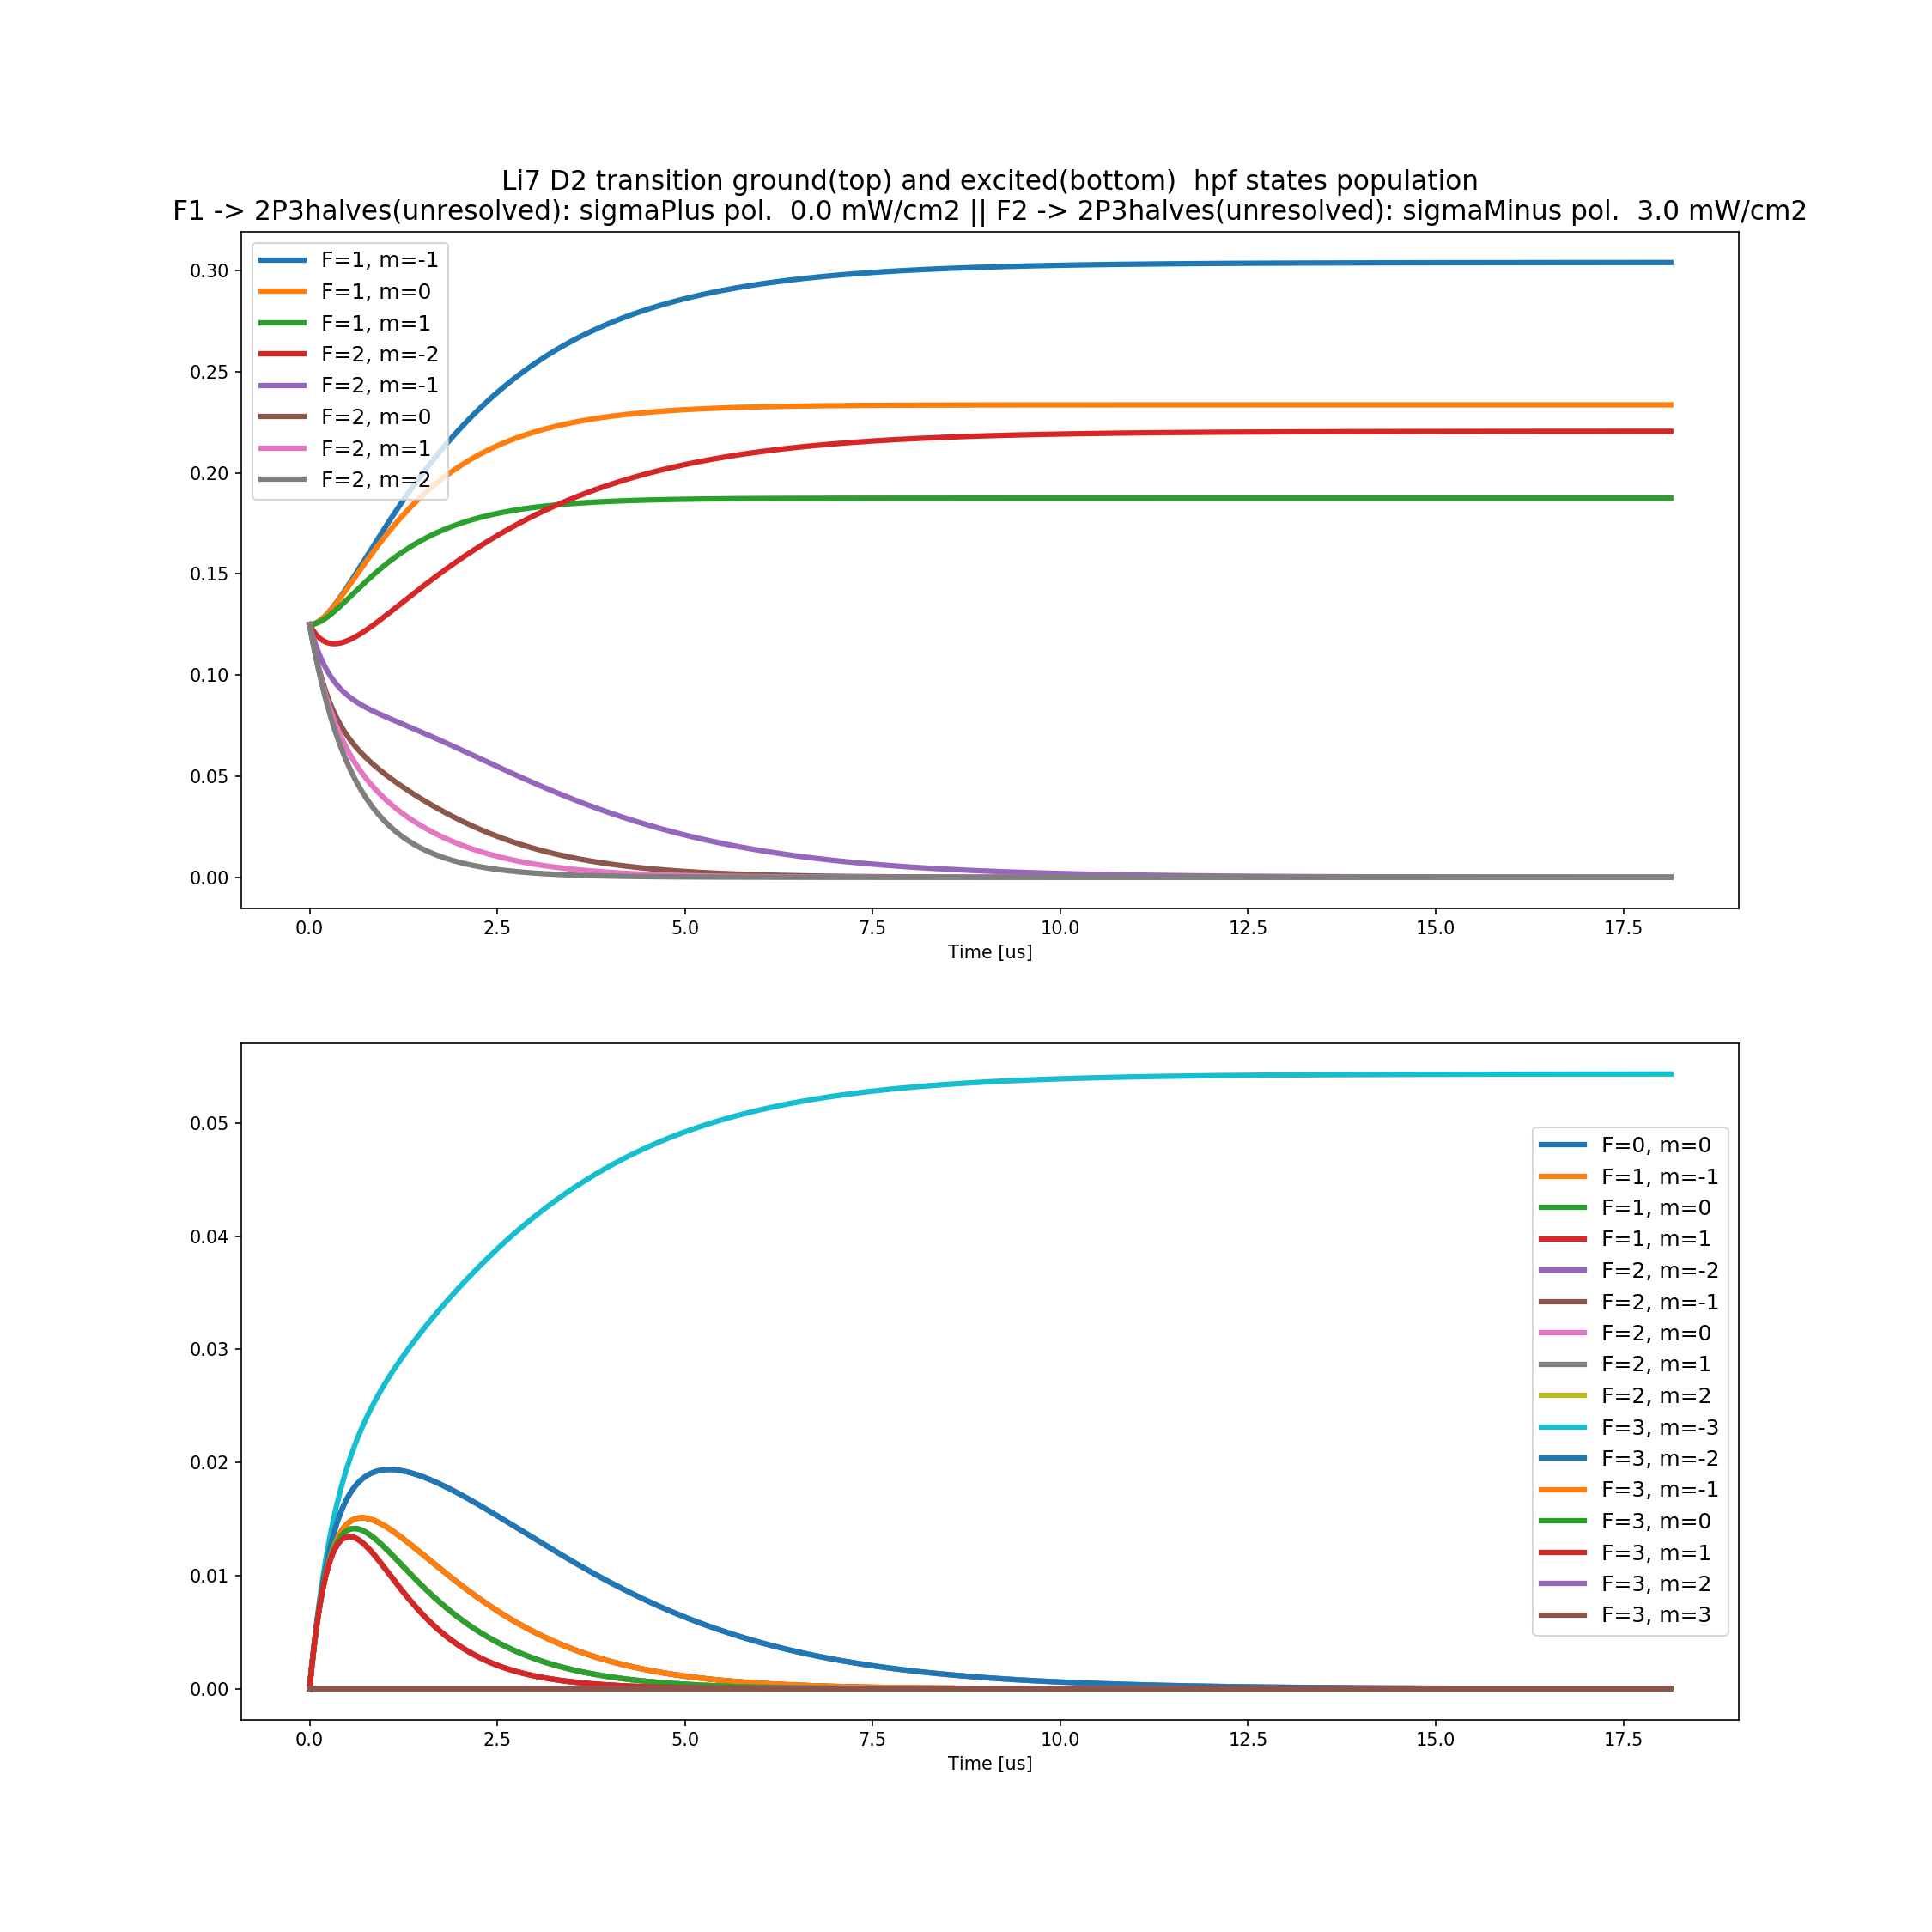 Li7 D2 transition ground(top) and excited(bottom)  hpf states population
F1 -> 2P3halves(unresolved): sigmaPlus pol.  0.0 mW/cm2 || F2 -> 2P3halves(unresolved): sigmaMinus pol.  3.0 mW/cm2
F=1, m=-1
F=1, m=0
F=1, m=1
F=2, m=-2
F=2, m=-1
F=2, m=0
F=2, m=1
F=2, m=2
0.30
0.25
0.20
0.15
0.10
0.05
0.00
0.0 2.5 5.0 7.5 10.0 12.5 15.0 17.5
Time [us]
0.05
0.04
0.03
0.02
0.01
0.00
F=0, m=0
F=1, m=-1
F=1, m=0
F=1, m=1
F=2, m=-2
F=2, m=-1
F=2, m=0
F=2, m=1
F=2, m=2
F=3, m=-3
F=3, m=-2
F=3, m=-1
F=3, m=0
F=3, m=1
F=3, m=2
F=3, m=3
0.0 2.5 5.0 7.5 10.0 12.5 15.0 17.5
Time [us]